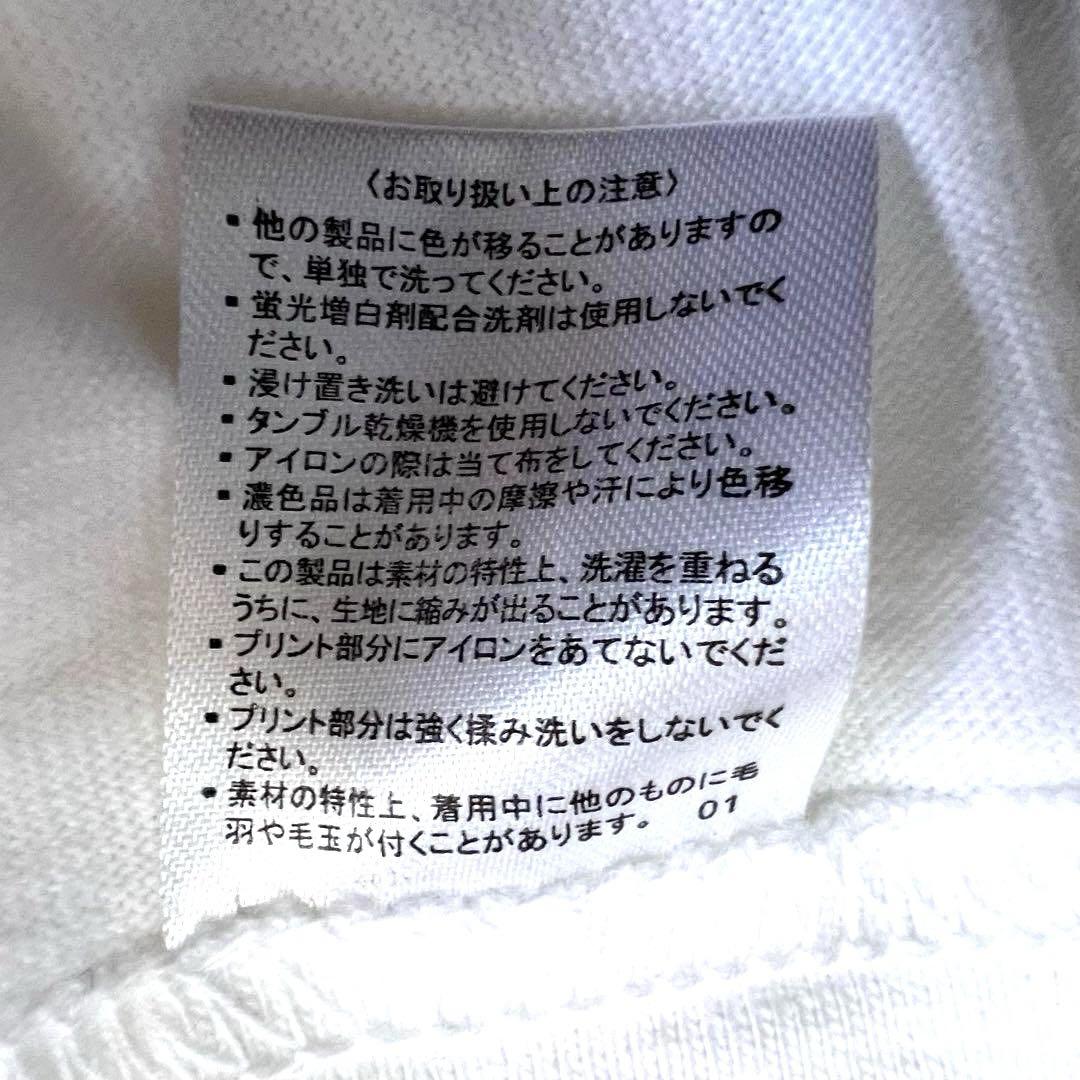 〈お取り扱い上の注意〉
▪他の製品に色が移ることがありますの
で、単独で洗ってください。
▪蛍光増白剤配合洗剤は使用しないでく
ださい。
▪浸け置き洗いは避けてください。
▪タンブル乾燥機を使用しないでください。
▪アイロンの際は当て布をしてください。
▪濃色品は着用中の摩擦や汗により色移
りすることがあります。
▪この製品は素材の特性上、洗濯を重ねる
うちに、生地に縮みが出ることがあります。
▪プリント部分にアイロンをあてないでくだ
さい。
▪プリント部分は強く揉み洗いをしないでく
ださい。
▪素材の特性上、着用中に他のものに毛
羽や毛玉が付くことがあります。 01